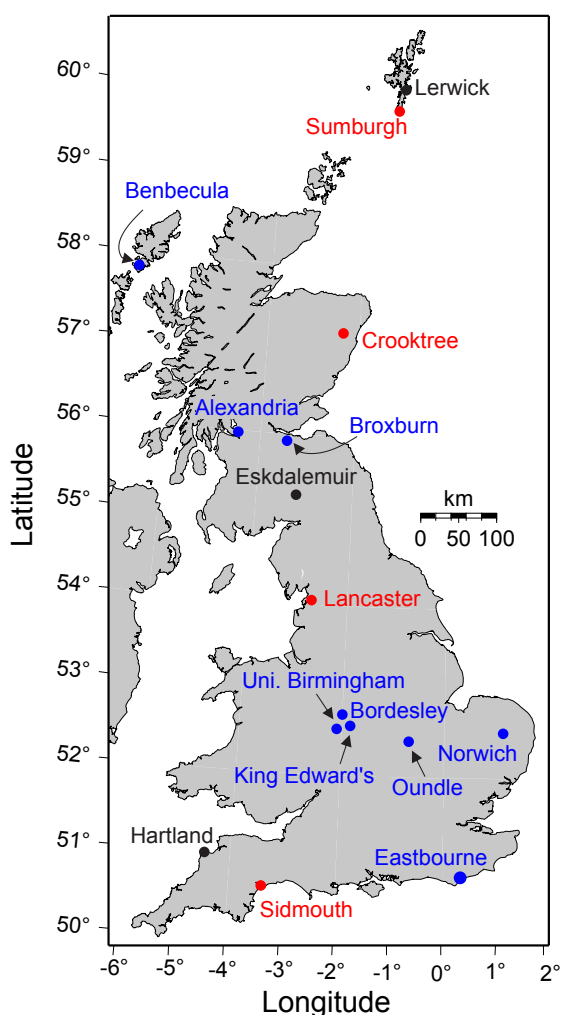 60°
Lerwick
Sumburgh
59°
Benbecula
58°
57°
Crooktree
56°
Alexandria
Broxburn
Eskdalemuir
55°
Latitude
km
0 50 100
54°
Lancaster
53°
Uni. Birmingham
Bordesley
52°
King Edward's
Norwich
Oundle
51°
Hartland
Eastbourne
Sidmouth
50°
-6° -5° -4° -3° -2° -1° 0° 1° 2°
Longitude